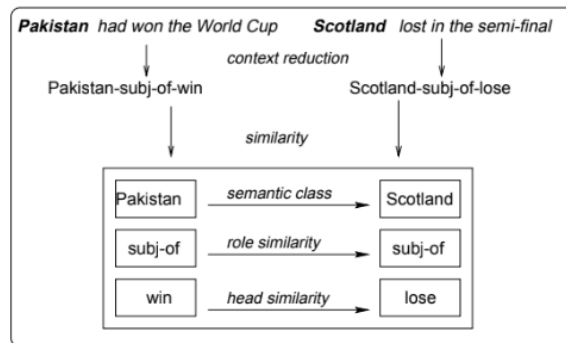 Pakistan had won the World Cup Scotland lost in the semi-final
context reduction
Pakistan-subj-of-win Scotland-subj-of-lose
similarity
Pakistan semantic class Scotland
subj-of role similarity subj-of
win head similarity lose